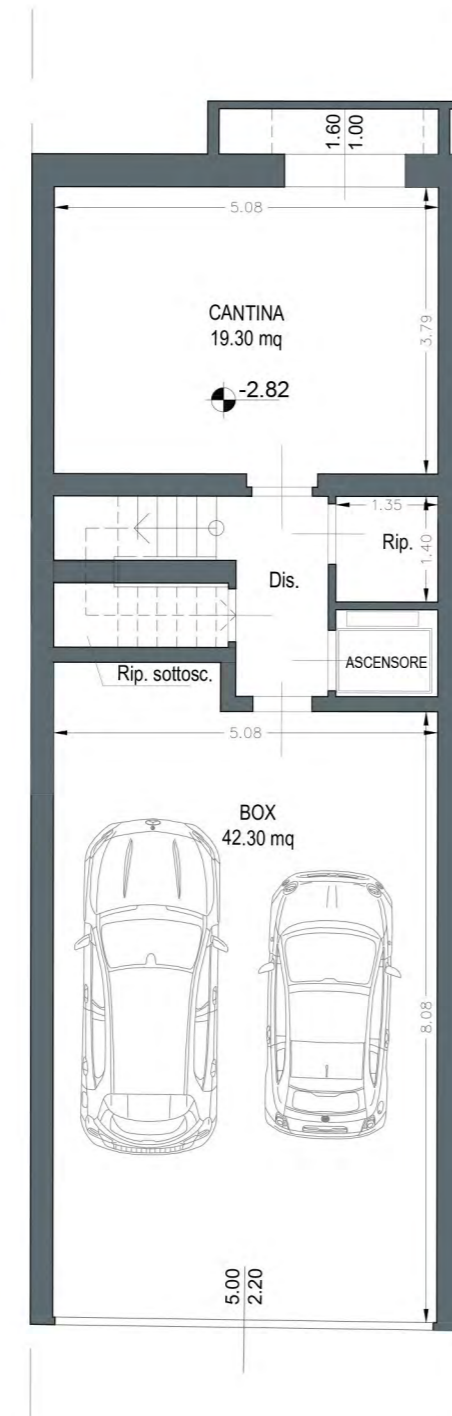 1.60
1.00
5.08
3.79
CANTINA
19.30 mq
-2.82
1.35
1.40
Rip.
Dis.
ASCENSORE
Rip. sottosc.
5.08
BOX
42.30 mq
8.08
5.00
2.20